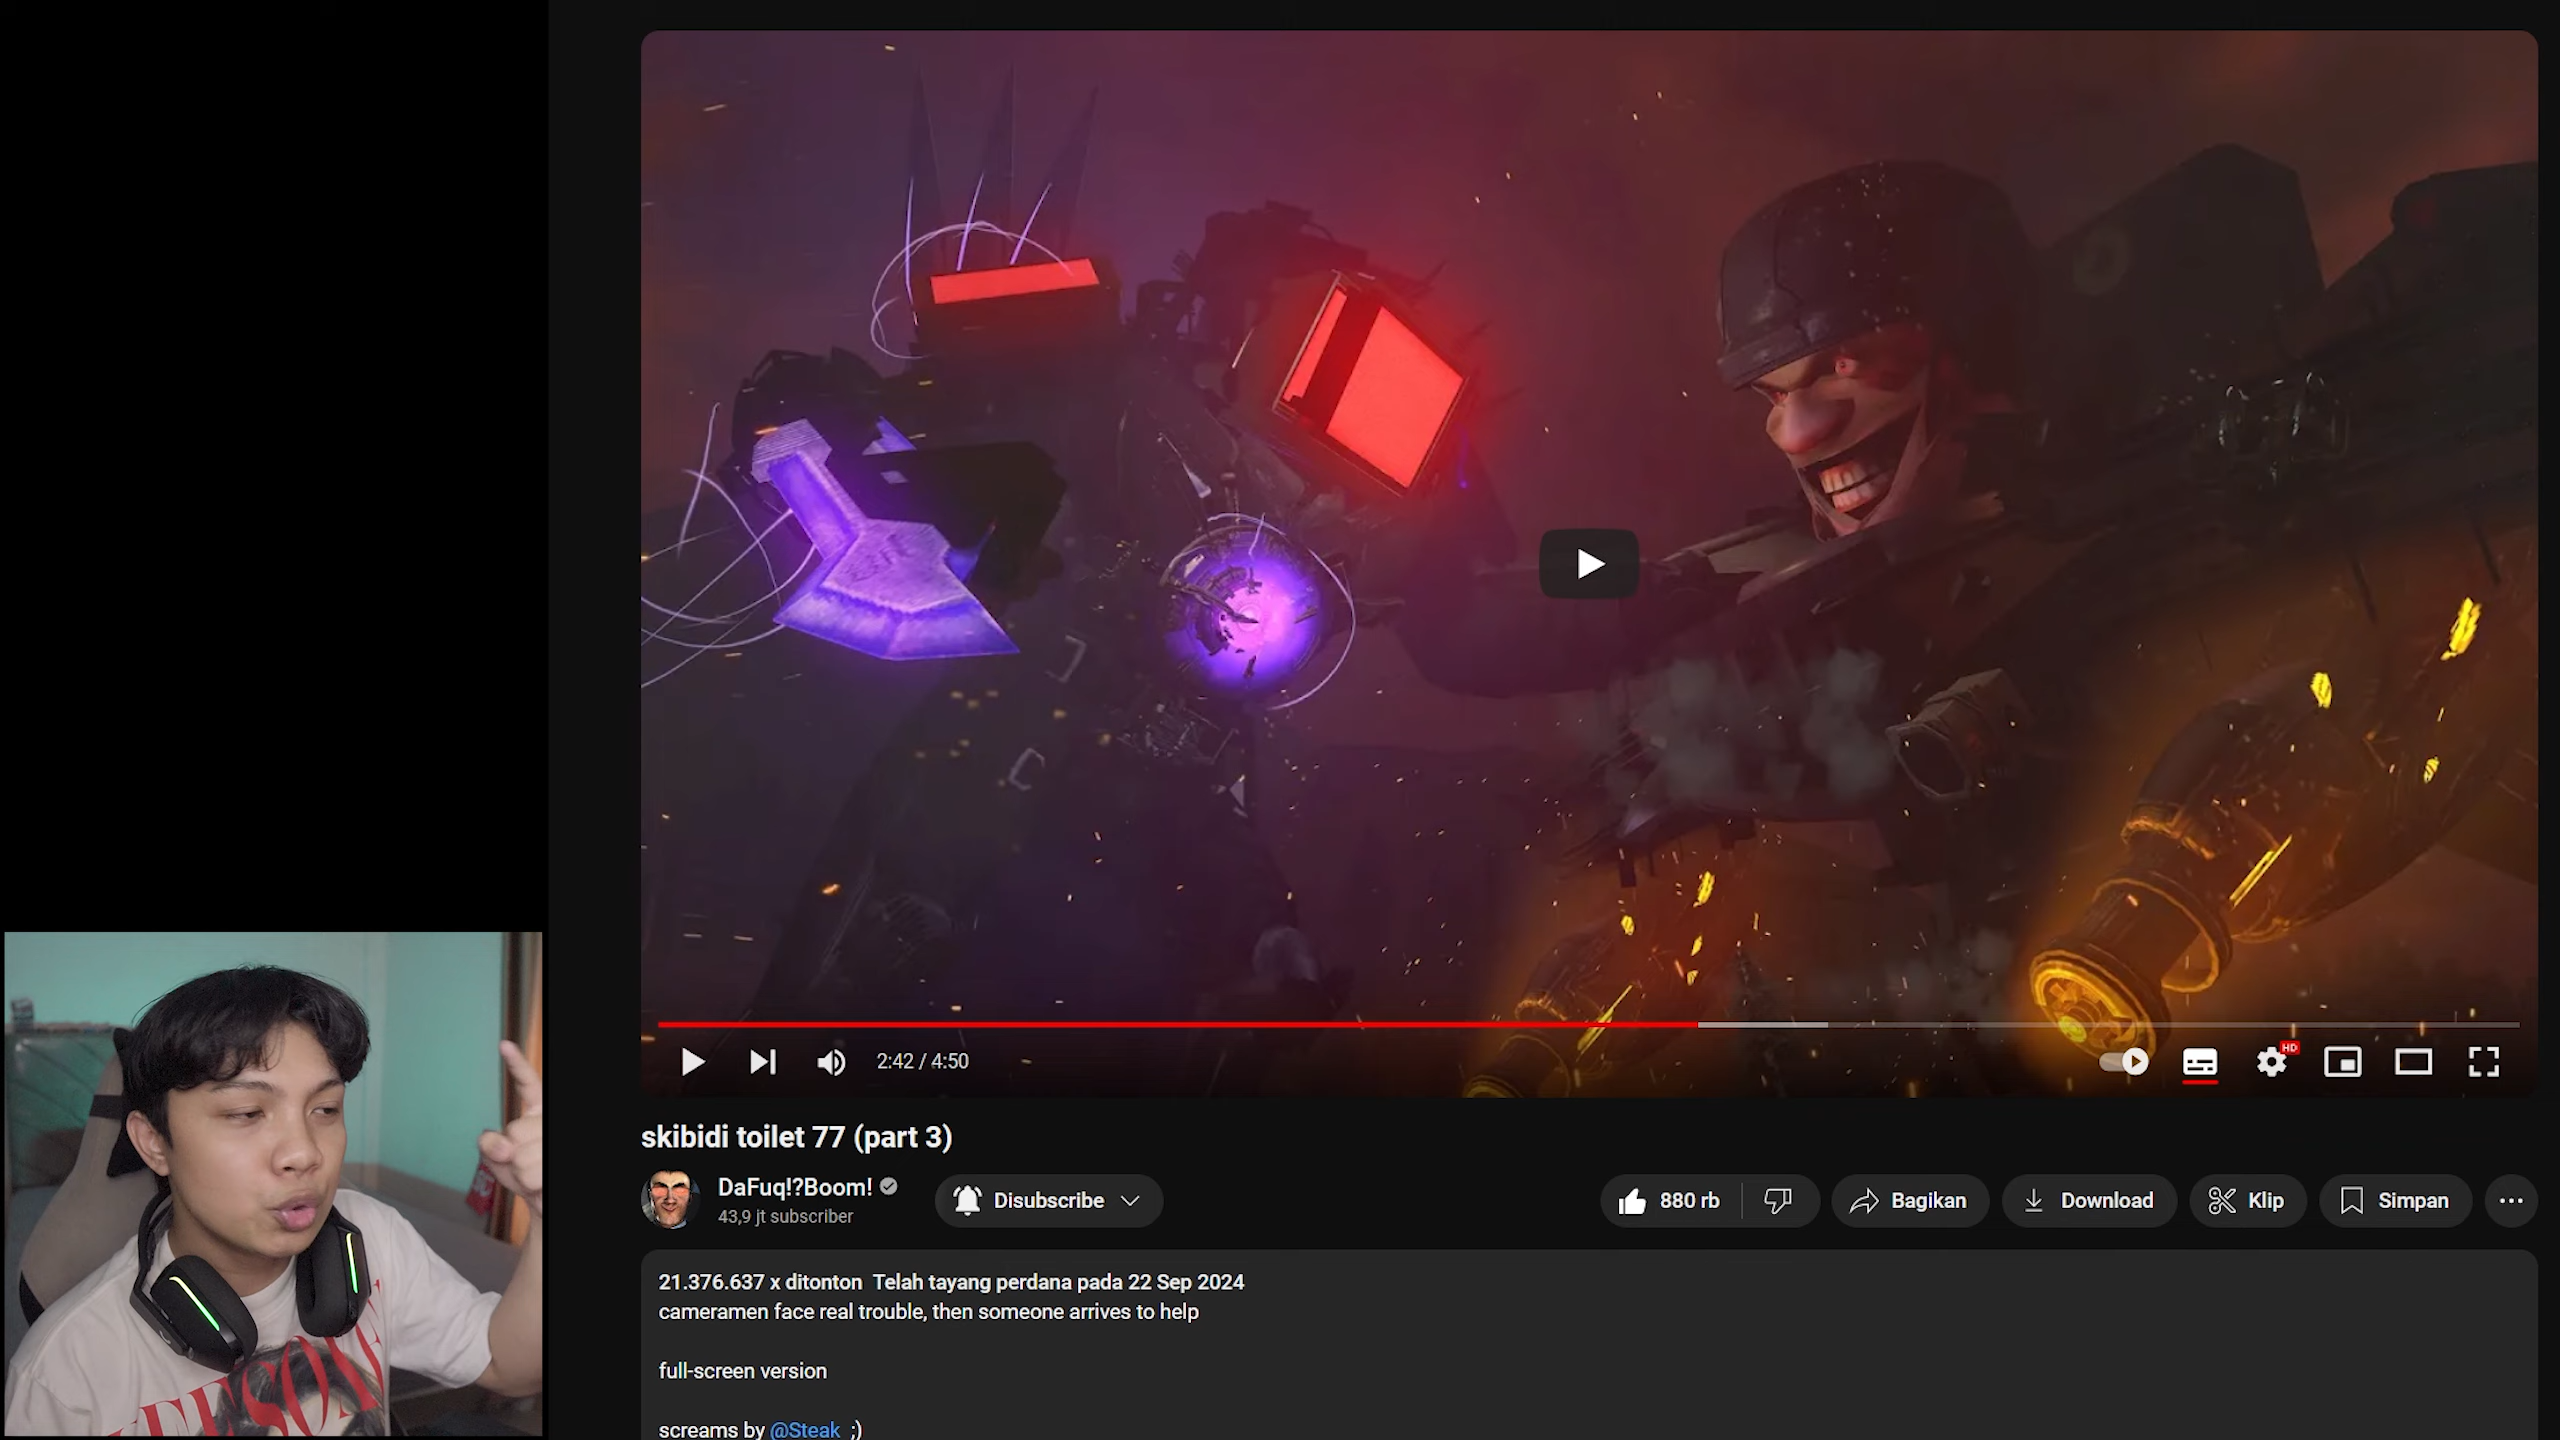 HD
2:42 / 4:50
skibidi toilet 77 (part 3)
DaFuq!?Boom!
43,9 jt subscriber
Disubscribe
880 rb
Bagikan
Download
Klip
Simpan
21.376.637 x ditonton Telah tayang perdana pada 22 Sep 2024
cameramen face real trouble, then someone arrives to help
full-screen version
screams by @Steak ;)